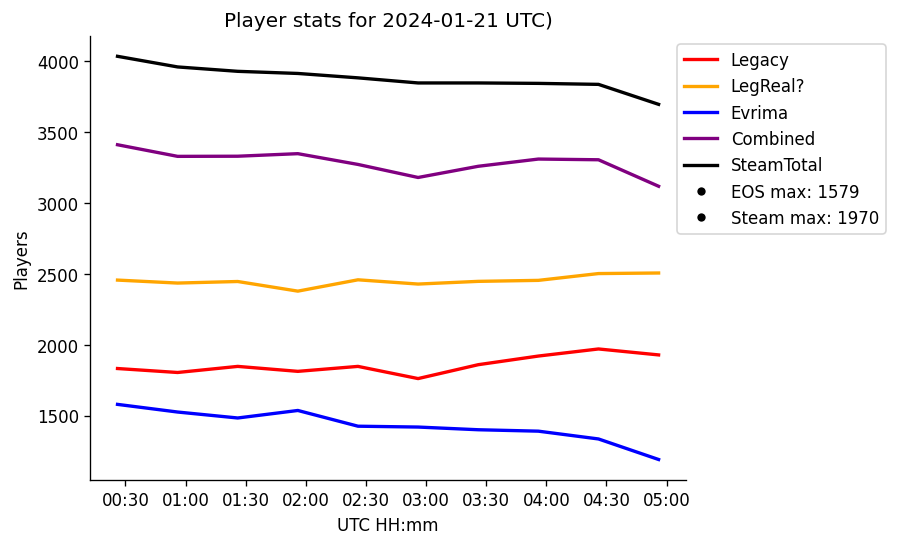 Player stats for 2024-01-21 UTC)
Legacy
LegReal?
Evrima
Combined
SteamTotal
EOS max: 1579
Steam max: 1970
4000
3500
3000
2500
2000
1500
Players
00:30 01:00 01:30 02:00 02:30 03:00 03:30 04:00 04:30 05:00
UTC HH:mm